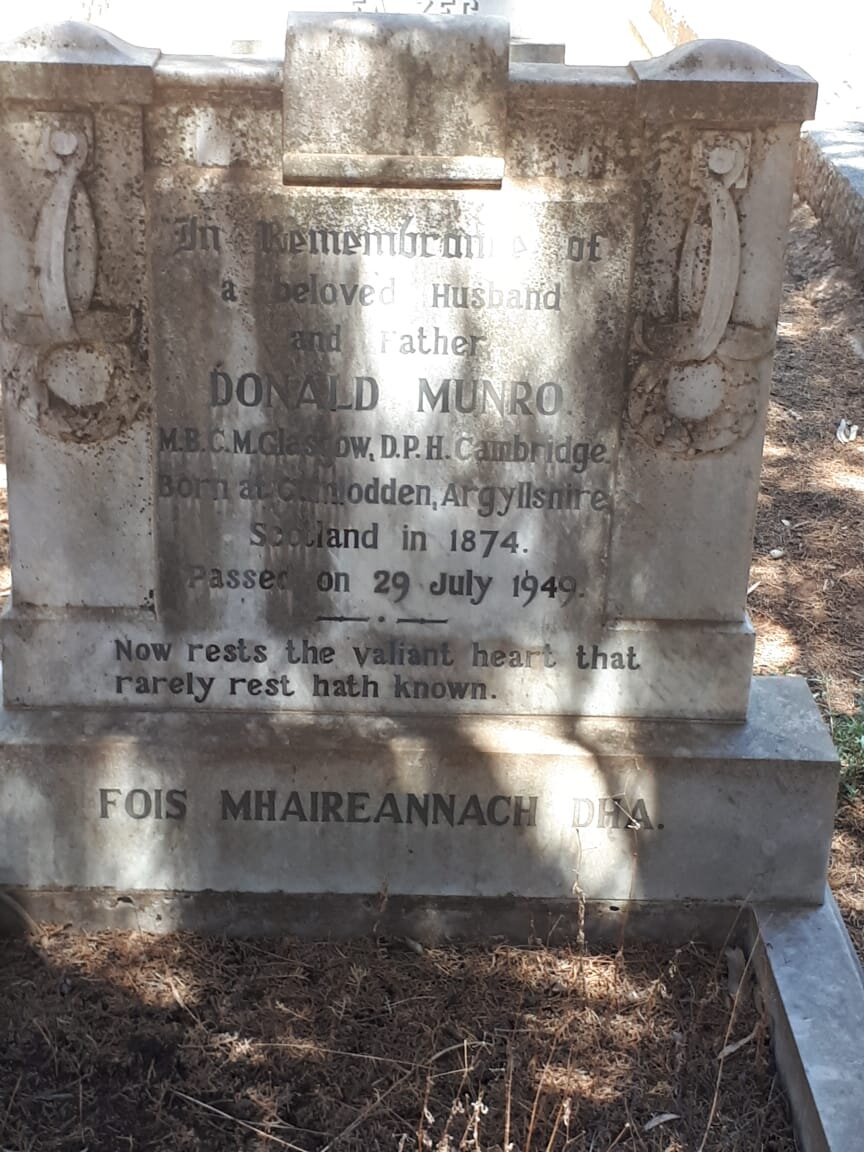 In Remembrance of
a beloved Husband
and Father
DONALD MUNRO.
M.B.C.M. Glasgow, D.P.H. Cambridge.
Born at Cumlodden, Argyllshire,
Scotland in 1874.
Passed on 29 July 1949.
Now rests the valiant heart that
rarely rest hath known.
FOIS MHAIREANNACH DHA.